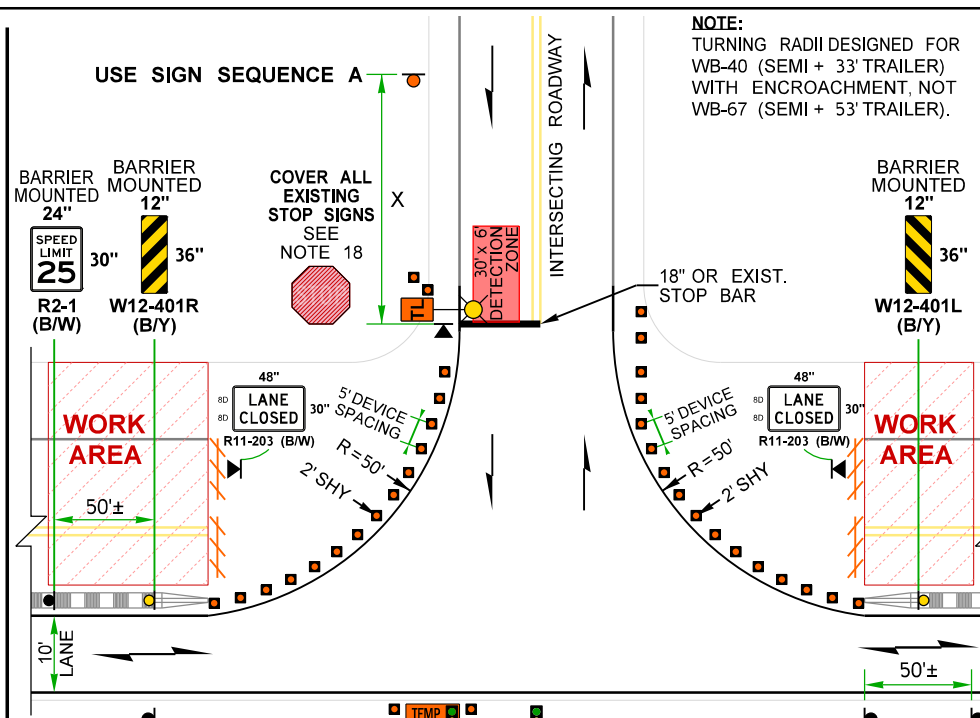 NOTE:
TURNING RADII DESIGNED FOR
WB-40 (SEMI + 33' TRAILER)
WITH ENCROACHMENT, NOT
WB-67 (SEMI + 53' TRAILER).
USE SIGN SEQUENCE A
BARRIER
MOUNTED
24"
SPEED
LIMIT
25
30"
R2-1
(B/W)
BARRIER
MOUNTED
12"
36"
W12-401R
(B/Y)
COVER ALL
EXISTING
STOP SIGNS
SEE
NOTE 18
STOP
X
TL
30' x 6'
DETECTION
ZONE
INTERSECTING ROADWAY
18" OR EXIST.
STOP BAR
BARRIER
MOUNTED
12"
36"
W12-401L
(B/Y)
WORK
AREA
50'±
48"
8D
8D
LANE
CLOSED
30"
R11-203 (B/W)
5' DEVICE
SPACING
R = 50'
2' SHY
5' DEVICE
SPACING
R = 50'
2' SHY
48"
8D
8D
LANE
CLOSED
30"
R11-203 (B/W)
WORK
AREA
10'
LANE
50'±
TEMP